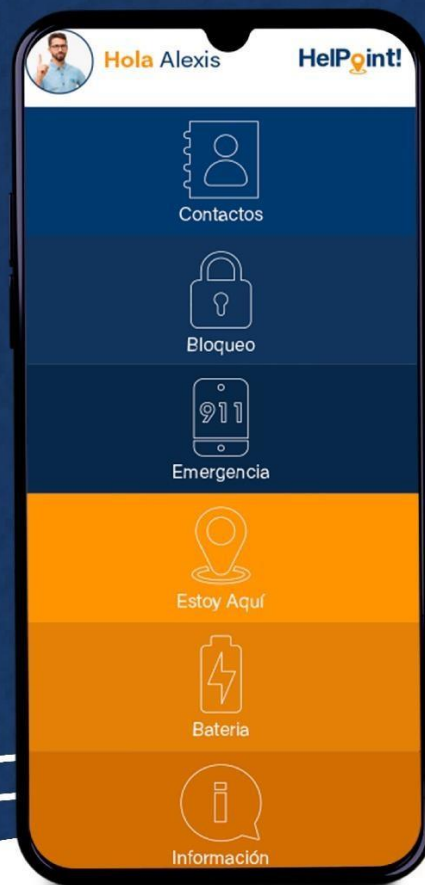 Hola Alexis
HelPoint!
Contactos
Bloqueo
911
Emergencia
Estoy Aquí
Bateria
i
Información